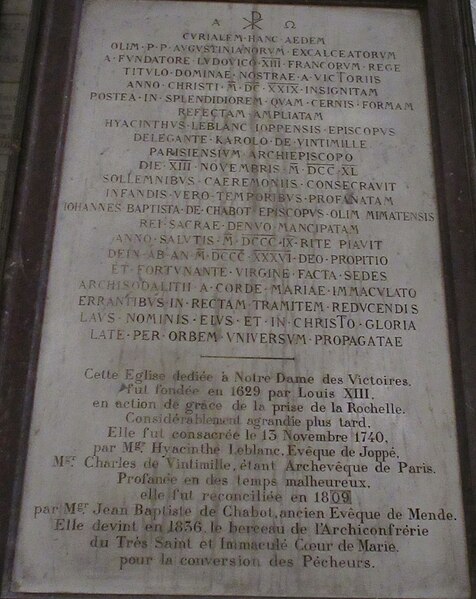 Α ☧ Ω
CVRIALEM · HANC · AEDEM
OLIM · P · P · AVGVSTINIANORVM · EXCALCEATORVM
A · FVNDATORE · LVDOVICO · XIII · FRANCORVM · REGE
TITVLO · DOMINAE · NOSTRAE · A · VICTORIIS
ANNO · CHRISTI · M̅ · DC · XXIX · INSIGNITAM
POSTEA · IN · SPLENDIDIOREM · QVAM · CERNIS · FORMAM
REFECTAM · AMPLIATAM
HYACINTHVS · LEBLANC · IOPPENSIS · EPISCOPVS
DELEGANTE · KAROLO · DE · VINTIMILLE
PARISIENSIVM · ARCHIEPISCOPO
DIE · X̅I̅I̅I̅ · NOVEMBRIS · M̅ · D̅C̅C̅ · XL
SOLLEMNIBVS · CAEREMONIIS · CONSECRAVIT
INFANDIS · VERO · TEMPORIBVS · PROFANATAM
IOHANNES · BAPTISTA · DE · CHABOT · EPISCOPVS · OLIM · MIMATENSIS
REI · SACRAE · DENVO · MANCIPATAM
ANNO · SALVTIS · M̅ · D̅C̅C̅C̅ · IX · RITE · PIAVIT
DEIN · AB · AN · M̅ · DCCC · XXXVI · DEO · PROPITIO
ET · FORTVNANTE · VIRGINE · FACTA · SEDES
ARCHISODALITII · A · CORDE · MARIAE · IMMACVLATO
ERRANTIBVS · IN · RECTAM · TRAMITEM · REDVCENDIS
LAVS · NOMINIS · EIVS · ET · IN · CHRISTO · GLORIA
LATE · PER · ORBEM · VNIVERSVM · PROPAGATAE
Cette Eglise dediée à Notre Dame des Victoires,
fut fondée en 1629 par Louis XIII,
en action de grâce de la prise de la Rochelle.
Considérablement agrandie plus tard,
Elle fut consacrée le 13 Novembre 1740,
par Mgr Hyacinthe Leblanc, Evêque de Joppé,
Mgr Charles de Vintimille, étant Archevêque de Paris.
Profanée en des temps malheureux,
elle fut reconciliée en 1809,
par Mgr Jean Baptiste de Chabot, ancien Evêque de Mende.
Elle devint en 1836, le berceau de l'Archiconfrérie
du Très Saint et Immaculé Cœur de Marie,
pour la conversion des Pécheurs.